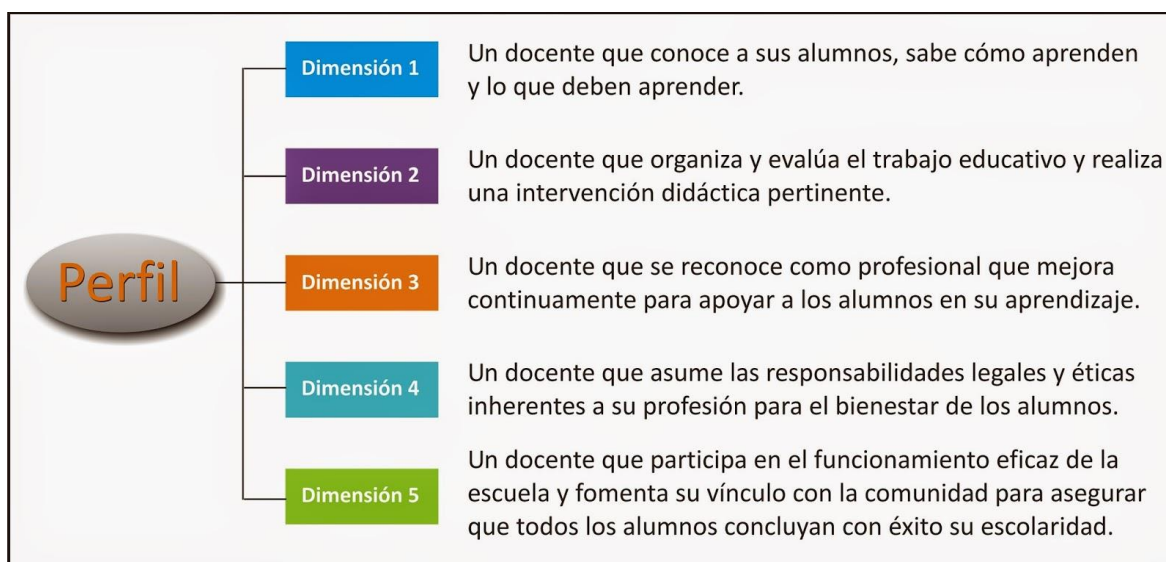 Perfil
Dimensión 1
Un docente que conoce a sus alumnos, sabe cómo aprenden
y lo que deben aprender.
Dimensión 2
Un docente que organiza y evalúa el trabajo educativo y realiza
una intervención didáctica pertinente.
Dimensión 3
Un docente que se reconoce como profesional que mejora
continuamente para apoyar a los alumnos en su aprendizaje.
Dimensión 4
Un docente que asume las responsabilidades legales y éticas
inherentes a su profesión para el bienestar de los alumnos.
Dimensión 5
Un docente que participa en el funcionamiento eficaz de la
escuela y fomenta su vínculo con la comunidad para asegurar
que todos los alumnos concluyan con éxito su escolaridad.